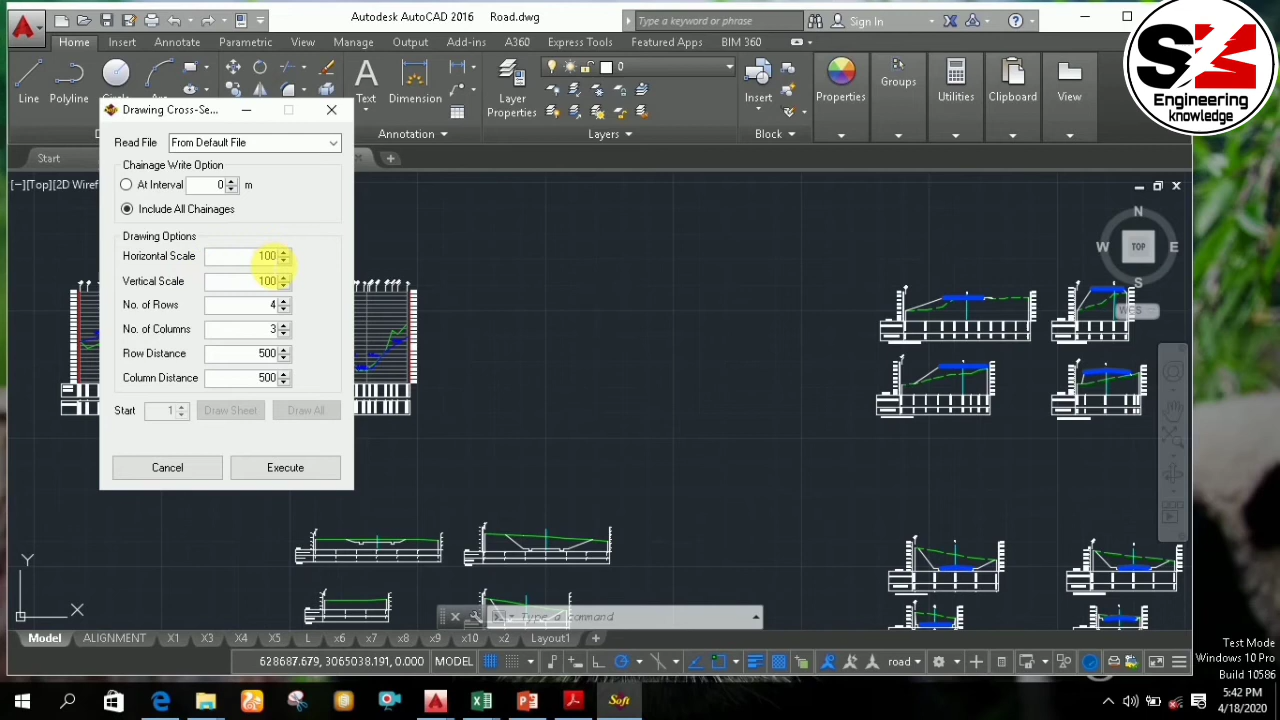 Autodesk AutoCAD 2016 Road.dwg
Type a keyword or phrase
Sign In
Home Insert Annotate Parametric View Manage Output Add-ins A360 Express Tools Featured Apps BIM 360
SZ
Engineering
knowledge
Line Polyline Text Dimension Layer
Properties
0
Insert Properties Groups Utilities Clipboard View
Annotation Layers Block
Start
[−][Top][2D Wiref
Drawing Cross-Se...
Read File From Default File
Chainage Write Option
At Interval 0 m
Include All Chainages
Drawing Options
Horizontal Scale 100
Vertical Scale 100
No. of Rows 4
No. of Columns 3
Row Distance 500
Column Distance 500
Start 1 Draw Sheet Draw All
Cancel Execute
N
W TOP E
S
WCS
Y
X
Type a command
Model ALIGNMENT X1 X3 X4 X5 L x6 x7 x8 x9 x10 x2 Layout1
628687.679, 3065038.191, 0.000 MODEL road
Test Mode
Windows 10 Pro
Build 10586
Soft
5:42 PM
4/18/2020